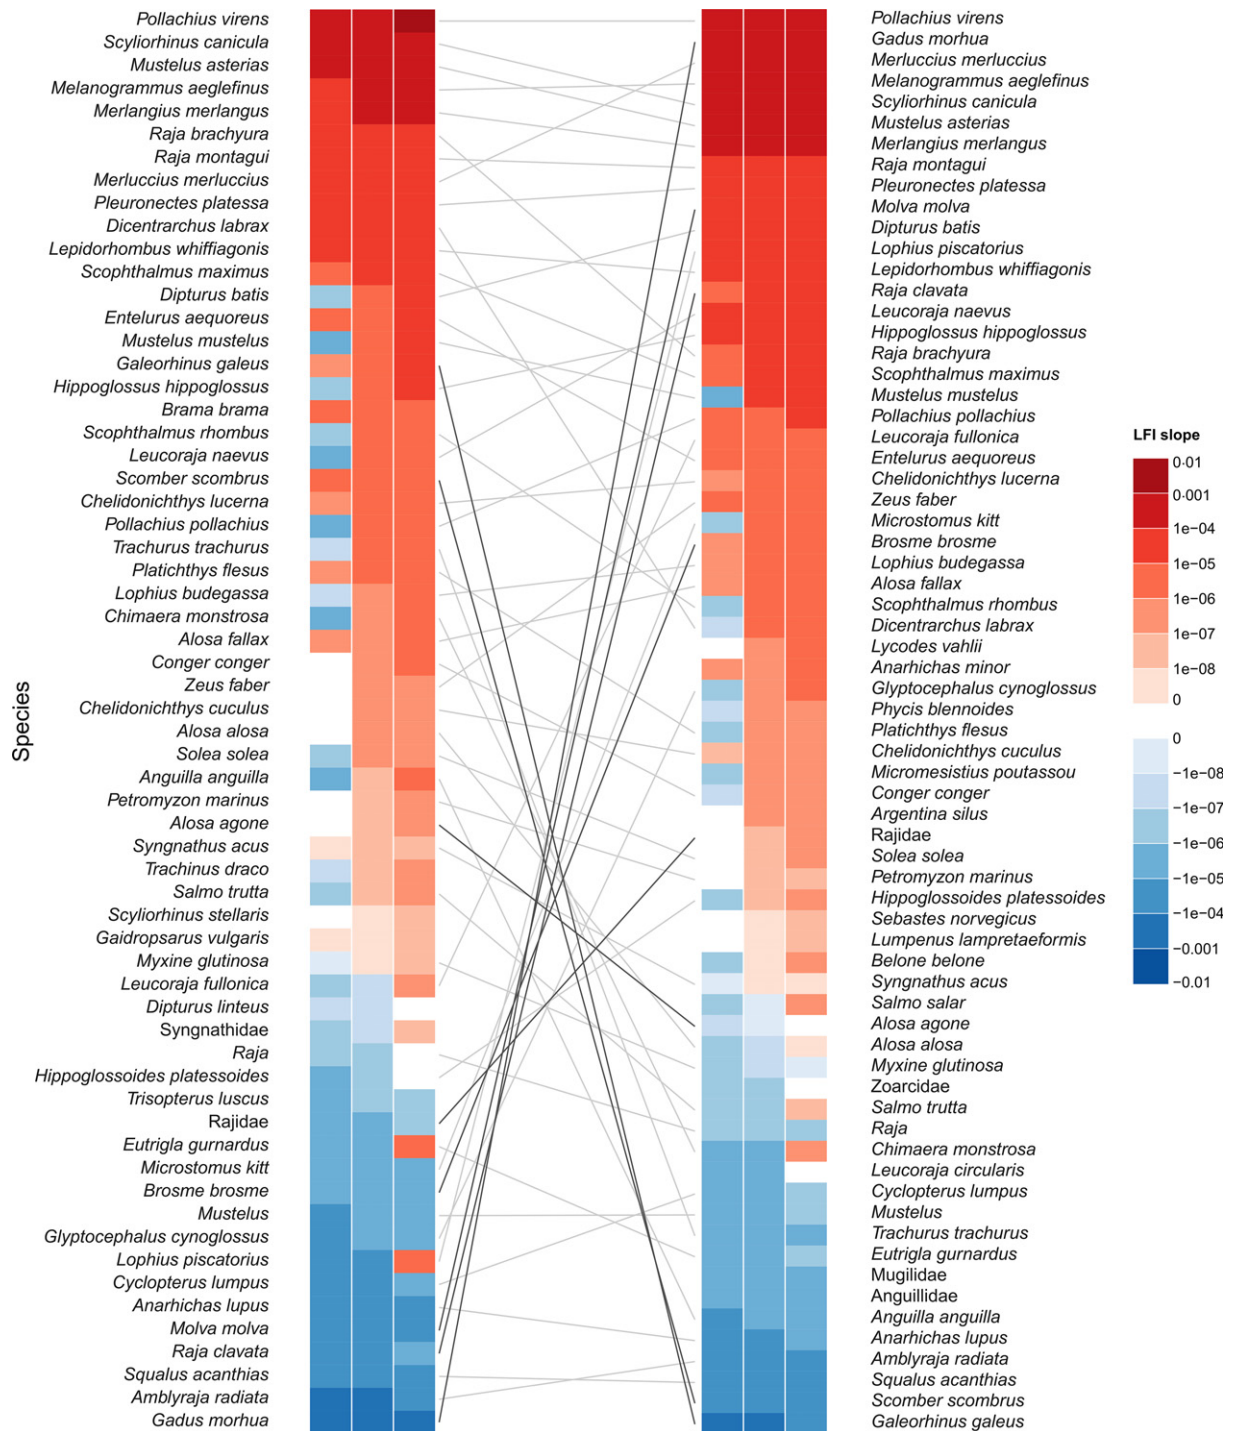 Pollachius virens
Scyliorhinus canicula
Mustelus asterias
Melanogrammus aeglefinus
Merlangius merlangus
Raja brachyura
Raja montagui
Merluccius merluccius
Pleuronectes platessa
Dicentrarchus labrax
Lepidorhombus whiffiagonis
Scophthalmus maximus
Dipturus batis
Entelurus aequoreus
Mustelus mustelus
Galeorhinus galeus
Hippoglossus hippoglossus
Brama brama
Scophthalmus rhombus
Leucoraja naevus
Scomber scombrus
Chelidonichthys lucerna
Pollachius pollachius
Trachurus trachurus
Platichthys flesus
Lophius budegassa
Chimaera monstrosa
Alosa fallax
Conger conger
Zeus faber
Chelidonichthys cuculus
Alosa alosa
Solea solea
Anguilla anguilla
Petromyzon marinus
Alosa agone
Syngnathus acus
Trachinus draco
Salmo trutta
Scyliorhinus stellaris
Gaidropsarus vulgaris
Myxine glutinosa
Leucoraja fullonica
Dipturus linteus
Syngnathidae
Raja
Hippoglossoides platessoides
Trisopterus luscus
Rajidae
Eutrigla gurnardus
Microstomus kitt
Brosme brosme
Mustelus
Glyptocephalus cynoglossus
Lophius piscatorius
Cyclopterus lumpus
Anarhichas lupus
Molva molva
Raja clavata
Squalus acanthias
Amblyraja radiata
Gadus morhua
Species
Pollachius virens
Gadus morhua
Merluccius merluccius
Melanogrammus aeglefinus
Scyliorhinus canicula
Mustelus asterias
Merlangius merlangus
Raja montagui
Pleuronectes platessa
Molva molva
Dipturus batis
Lophius piscatorius
Lepidorhombus whiffiagonis
Raja clavata
Leucoraja naevus
Hippoglossus hippoglossus
Raja brachyura
Scophthalmus maximus
Mustelus mustelus
Pollachius pollachius
Leucoraja fullonica
Entelurus aequoreus
Chelidonichthys lucerna
Zeus faber
Microstomus kitt
Brosme brosme
Lophius budegassa
Alosa fallax
Scophthalmus rhombus
Dicentrarchus labrax
Lycodes vahlii
Anarhichas minor
Glyptocephalus cynoglossus
Phycis blennoides
Platichthys flesus
Chelidonichthys cuculus
Micromesistius poutassou
Conger conger
Argentina silus
Rajidae
Solea solea
Petromyzon marinus
Hippoglossoides platessoides
Sebastes norvegicus
Lumpenus lampretaeformis
Belone belone
Syngnathus acus
Salmo salar
Alosa agone
Alosa alosa
Myxine glutinosa
Zoarcidae
Salmo trutta
Raja
Chimaera monstrosa
Leucoraja circularis
Cyclopterus lumpus
Mustelus
Trachurus trachurus
Eutrigla gurnardus
Mugilidae
Anguillidae
Anguilla anguilla
Anarhichas lupus
Amblyraja radiata
Squalus acanthias
Scomber scombrus
Galeorhinus galeus
LFI slope
0·01
0·001
1e−04
1e−05
1e−06
1e−07
1e−08
0
0
−1e−08
−1e−07
−1e−06
−1e−05
−1e−04
−0.001
−0.01